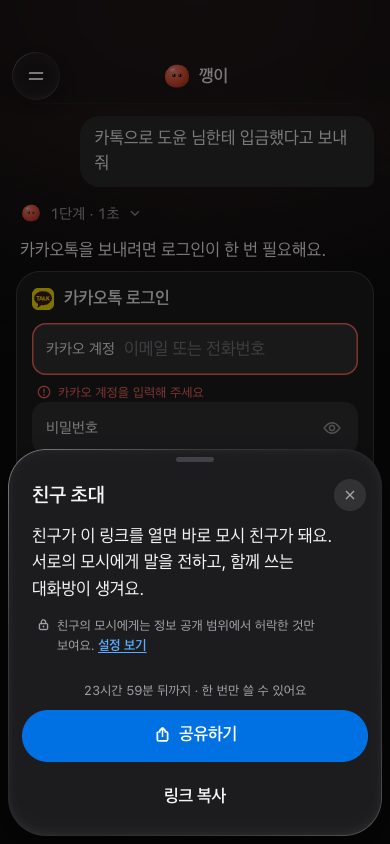 깽이
카톡으로 도윤 님한테 입금했다고 보내
줘
1단계 · 1초
카카오톡을 보내려면 로그인이 한 번 필요해요.
TALK
카카오톡 로그인
카카오 계정 이메일 또는 전화번호
카카오 계정을 입력해 주세요
비밀번호
친구 초대
친구가 이 링크를 열면 바로 모시 친구가 돼요.
서로의 모시에게 말을 전하고, 함께 쓰는
대화방이 생겨요.
친구의 모시에게는 정보 공개 범위에서 허락한 것만
보여요. 설정 보기
23시간 59분 뒤까지 · 한 번만 쓸 수 있어요
공유하기
링크 복사